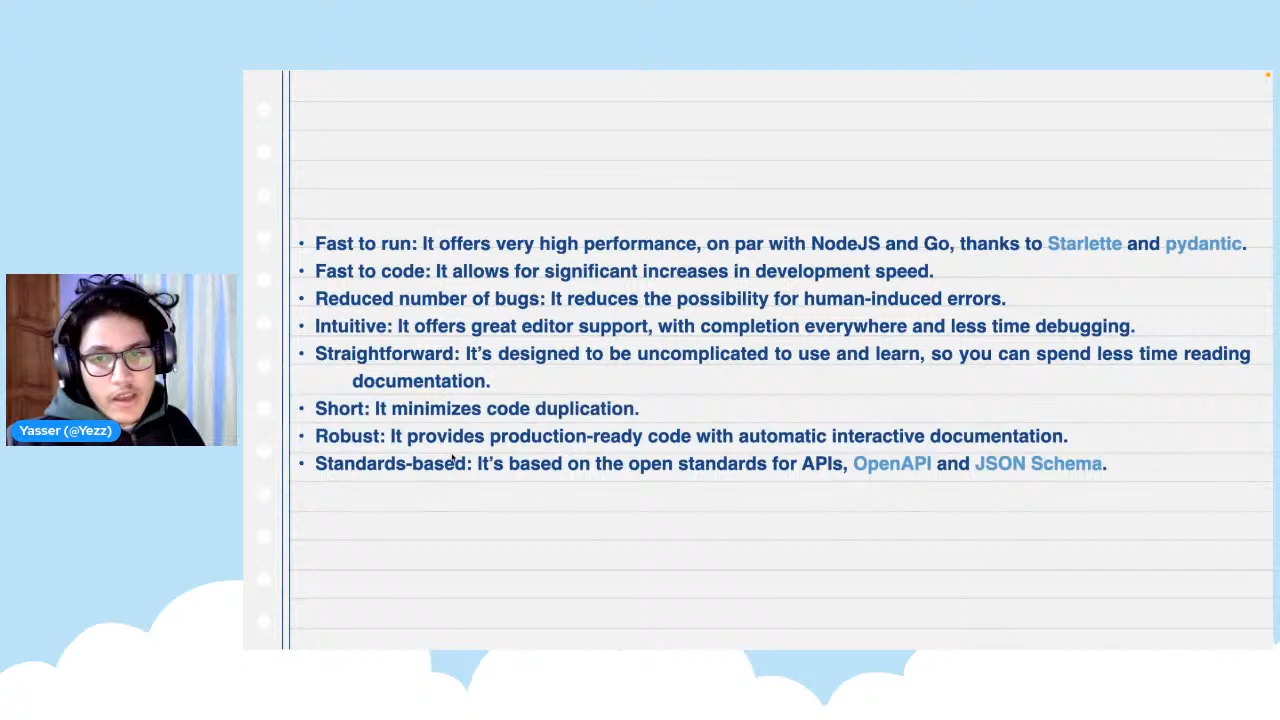 • Fast to run: It offers very high performance, on par with NodeJS and Go, thanks to Starlette and pydantic.
• Fast to code: It allows for significant increases in development speed.
• Reduced number of bugs: It reduces the possibility for human-induced errors.
• Intuitive: It offers great editor support, with completion everywhere and less time debugging.
• Straightforward: It’s designed to be uncomplicated to use and learn, so you can spend less time reading
documentation.
• Short: It minimizes code duplication.
• Robust: It provides production-ready code with automatic interactive documentation.
• Standards-based: It’s based on the open standards for APIs, OpenAPI and JSON Schema.
Yasser (@Yezz)